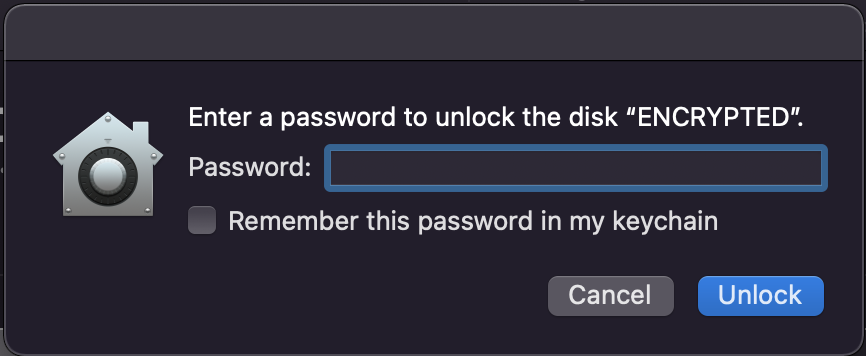 Enter a password to unlock the disk “ENCRYPTED”.
Password:
Remember this password in my keychain
Cancel Unlock